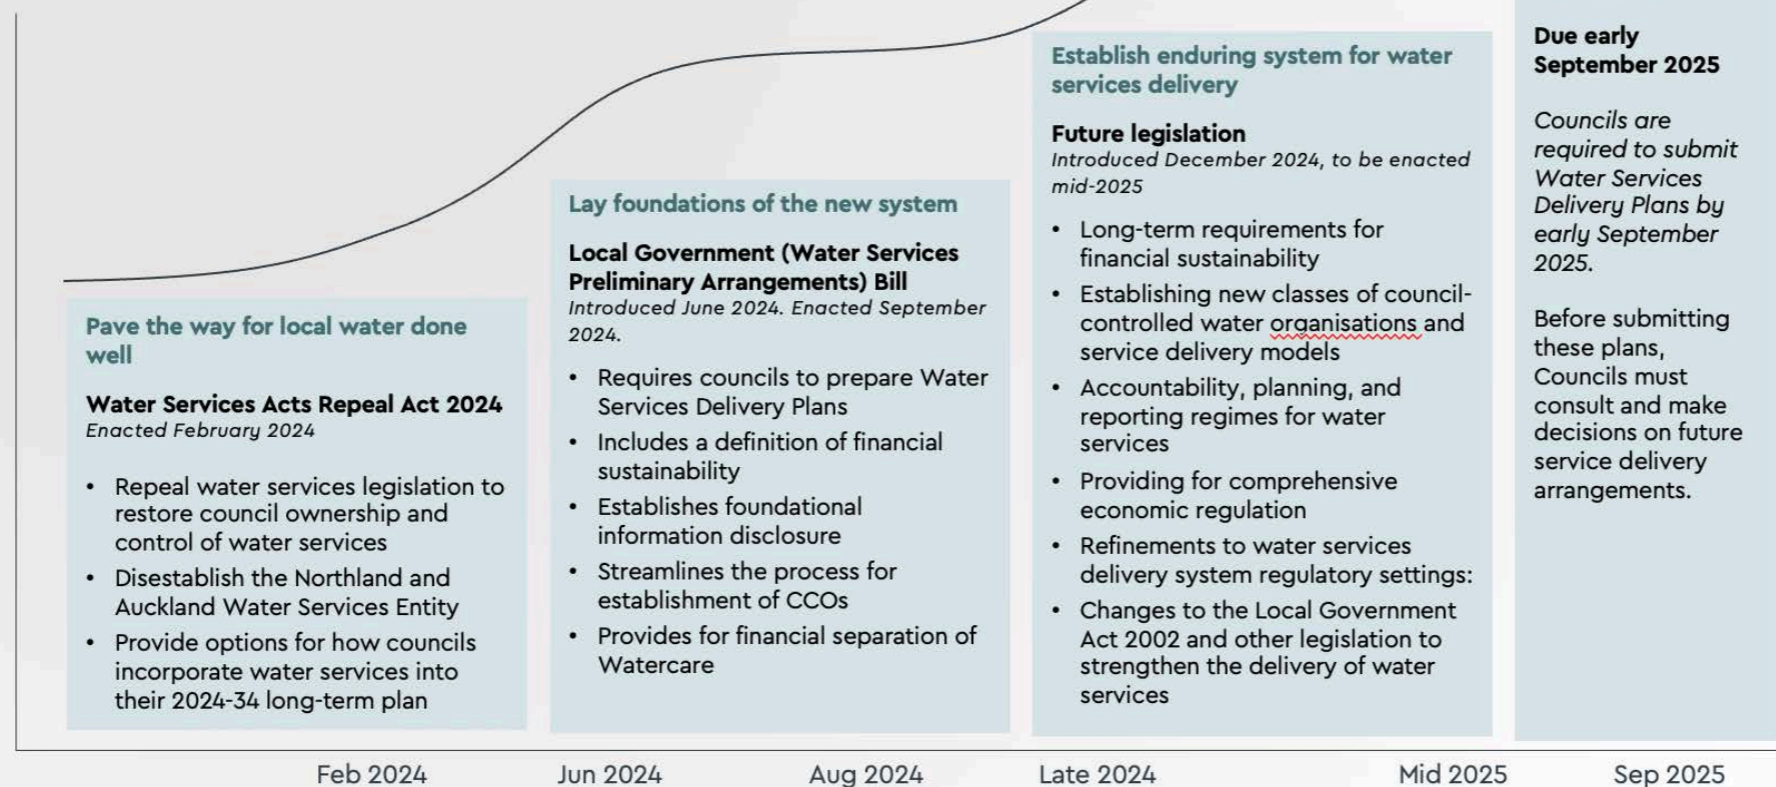 Pave the way for local water done
well
Water Services Acts Repeal Act 2024
Enacted February 2024
• Repeal water services legislation to
restore council ownership and
control of water services
• Disestablish the Northland and
Auckland Water Services Entity
• Provide options for how councils
incorporate water services into
their 2024-34 long-term plan
Lay foundations of the new system
Local Government (Water Services
Preliminary Arrangements) Bill
Introduced June 2024. Enacted September
2024.
• Requires councils to prepare Water
Services Delivery Plans
• Includes a definition of financial
sustainability
• Establishes foundational
information disclosure
• Streamlines the process for
establishment of CCOs
• Provides for financial separation of
Watercare
Establish enduring system for water
services delivery
Future legislation
Introduced December 2024, to be enacted
mid-2025
• Long-term requirements for
financial sustainability
• Establishing new classes of council-
controlled water organisations and
service delivery models
• Accountability, planning, and
reporting regimes for water
services
• Providing for comprehensive
economic regulation
• Refinements to water services
delivery system regulatory settings:
• Changes to the Local Government
Act 2002 and other legislation to
strengthen the delivery of water
services
Due early
September 2025
Councils are
required to submit
Water Services
Delivery Plans by
early September
2025.
Before submitting
these plans,
Councils must
consult and make
decisions on future
service delivery
arrangements.
Feb 2024
Jun 2024
Aug 2024
Late 2024
Mid 2025
Sep 2025